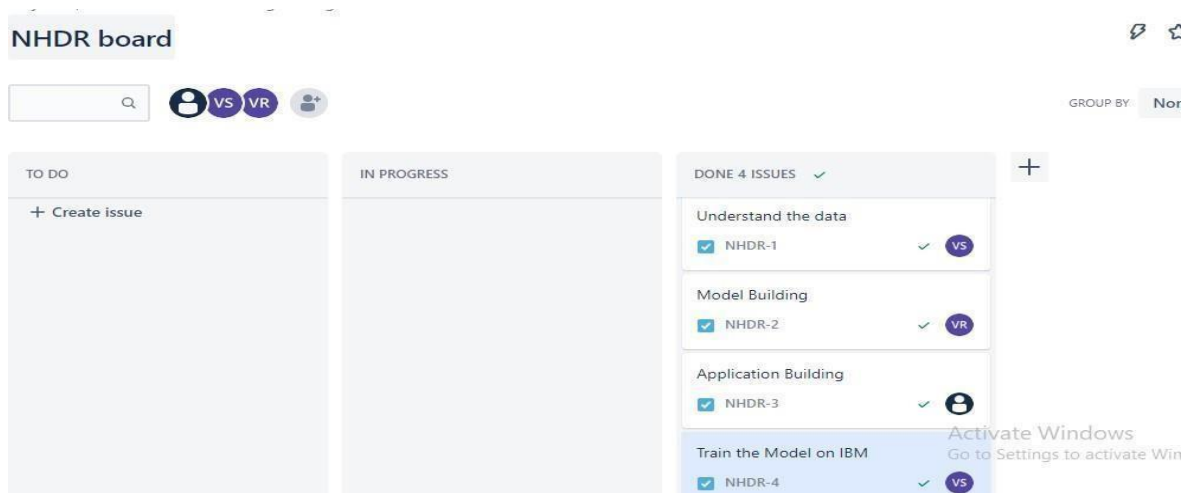 NHDR board
VS VR
GROUP BY
TO DO
IN PROGRESS
DONE 4 ISSUES
+ Create issue
Understand the data
NHDR-1
VS
Model Building
NHDR-2
VR
Application Building
NHDR-3
Activate Windows
Go to Settings to activate
Train the Model on IBM
NHDR-4
VS